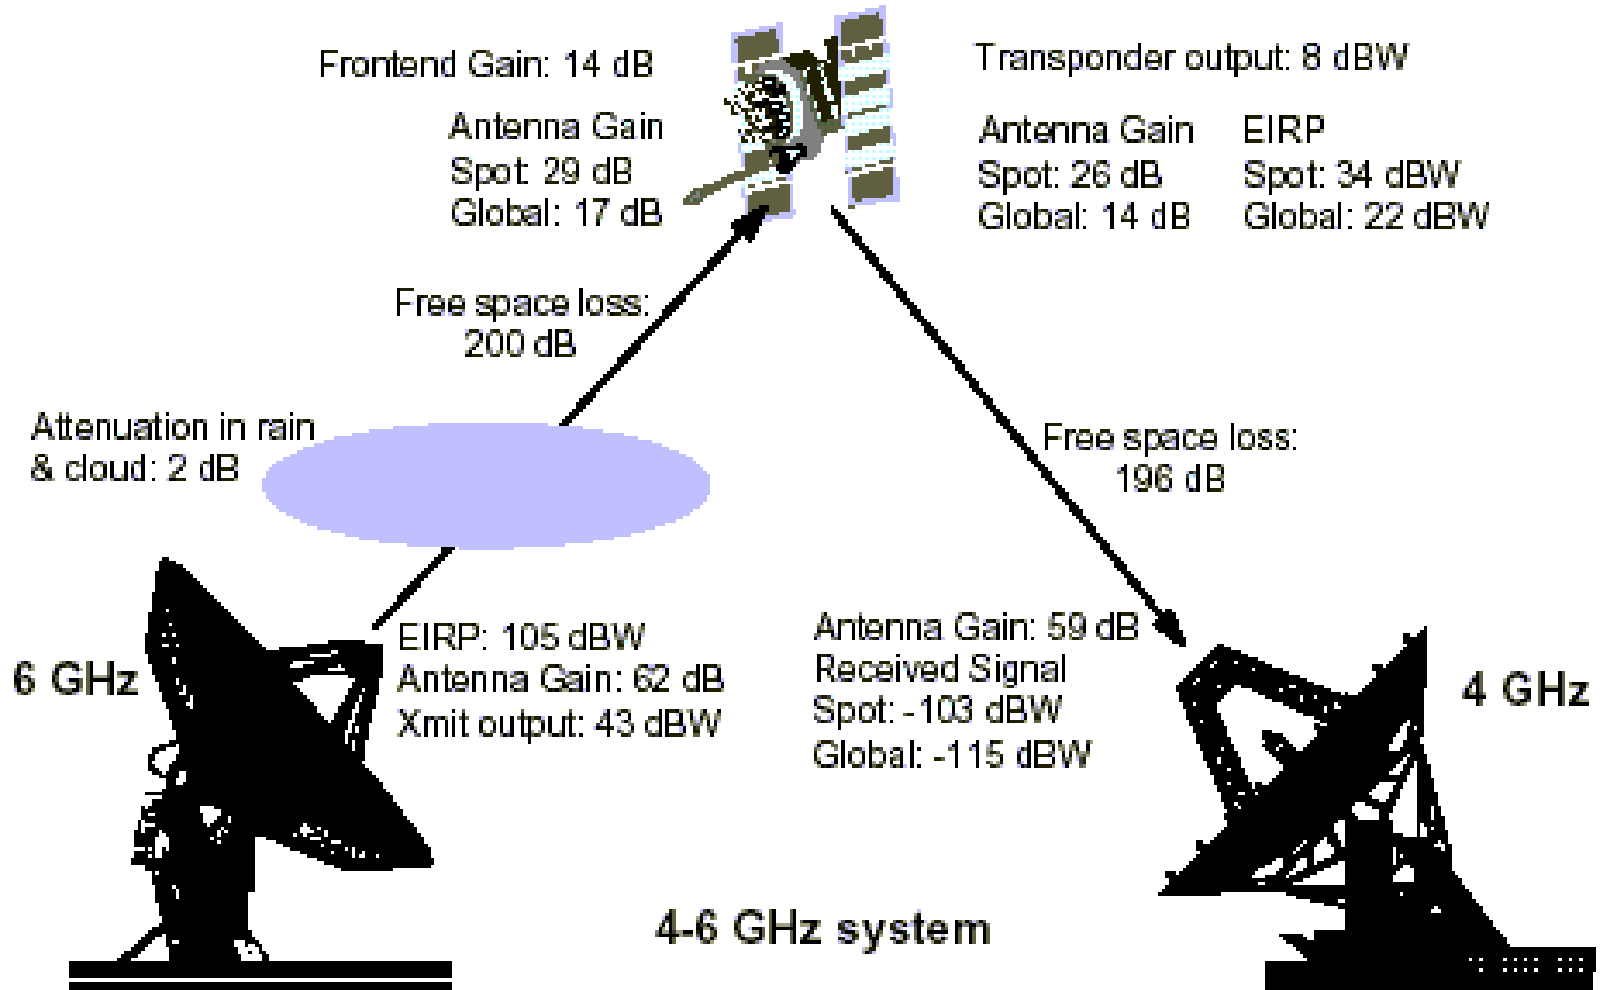 Frontend Gain: 14 dB
Antenna Gain
Spot: 29 dB
Global: 17 dB
Transponder output: 8 dBW
Antenna Gain
Spot: 26 dB
Global: 14 dB
EIRP
Spot: 34 dBW
Global: 22 dBW
Free space loss:
200 dB
Attenuation in rain
& cloud: 2 dB
Free space loss:
196 dB
6 GHz
EIRP: 105 dBW
Antenna Gain: 62 dB
Xmit output: 43 dBW
Antenna Gain: 59 dB
Received Signal
Spot: -103 dBW
Global: -115 dBW
4 GHz
4-6 GHz system